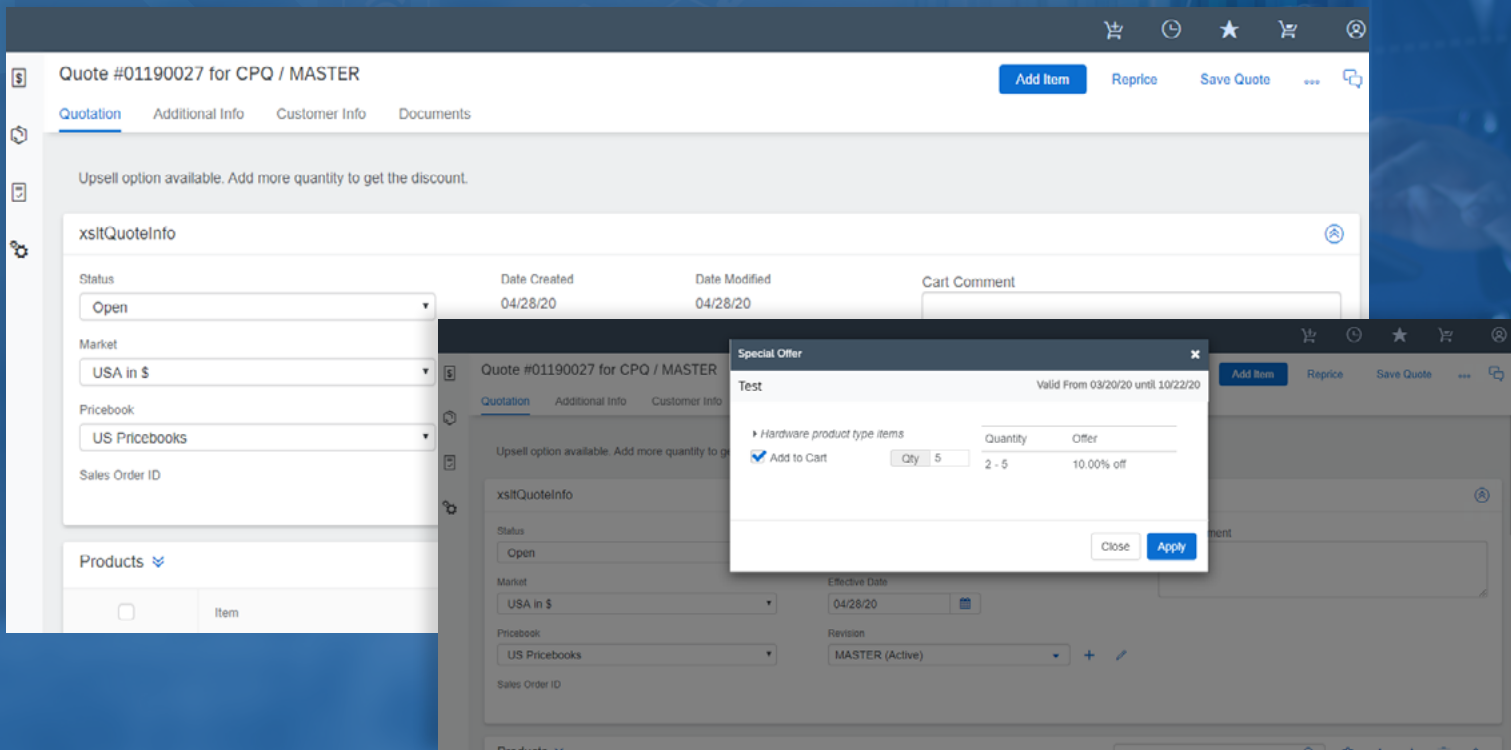 Quote #01190027 for CPQ / MASTER
Add Item Reprice Save Quote
Quotation Additional Info Customer Info Documents
Upsell option available. Add more quantity to get the discount.
xsltQuoteInfo
Status Date Created Date Modified Cart Comment
Open 04/28/20 04/28/20
Market
USA in $
Pricebook
US Pricebooks
Sales Order ID
Products
Item
Quote #01190027 for CPQ / MASTER
Add Item Reprice Save Quote
Quotation Additional Info Customer Info
Upsell option available. Add more quantity to
xsltQuoteInfo
Status
Open
Market Effective Date
USA in $ 04/28/20
Pricebook Revision
US Pricebooks MASTER (Active)
Sales Order ID
Special Offer
Test Valid From 03/20/20 until 10/22/20
Hardware product type items Quantity Offer
Add to Cart Qty 5 2 - 5 10.00% off
Close Apply